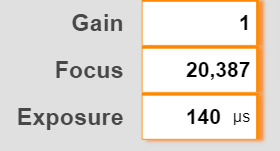 Gain 1
Focus 20,387
Exposure 140 μs